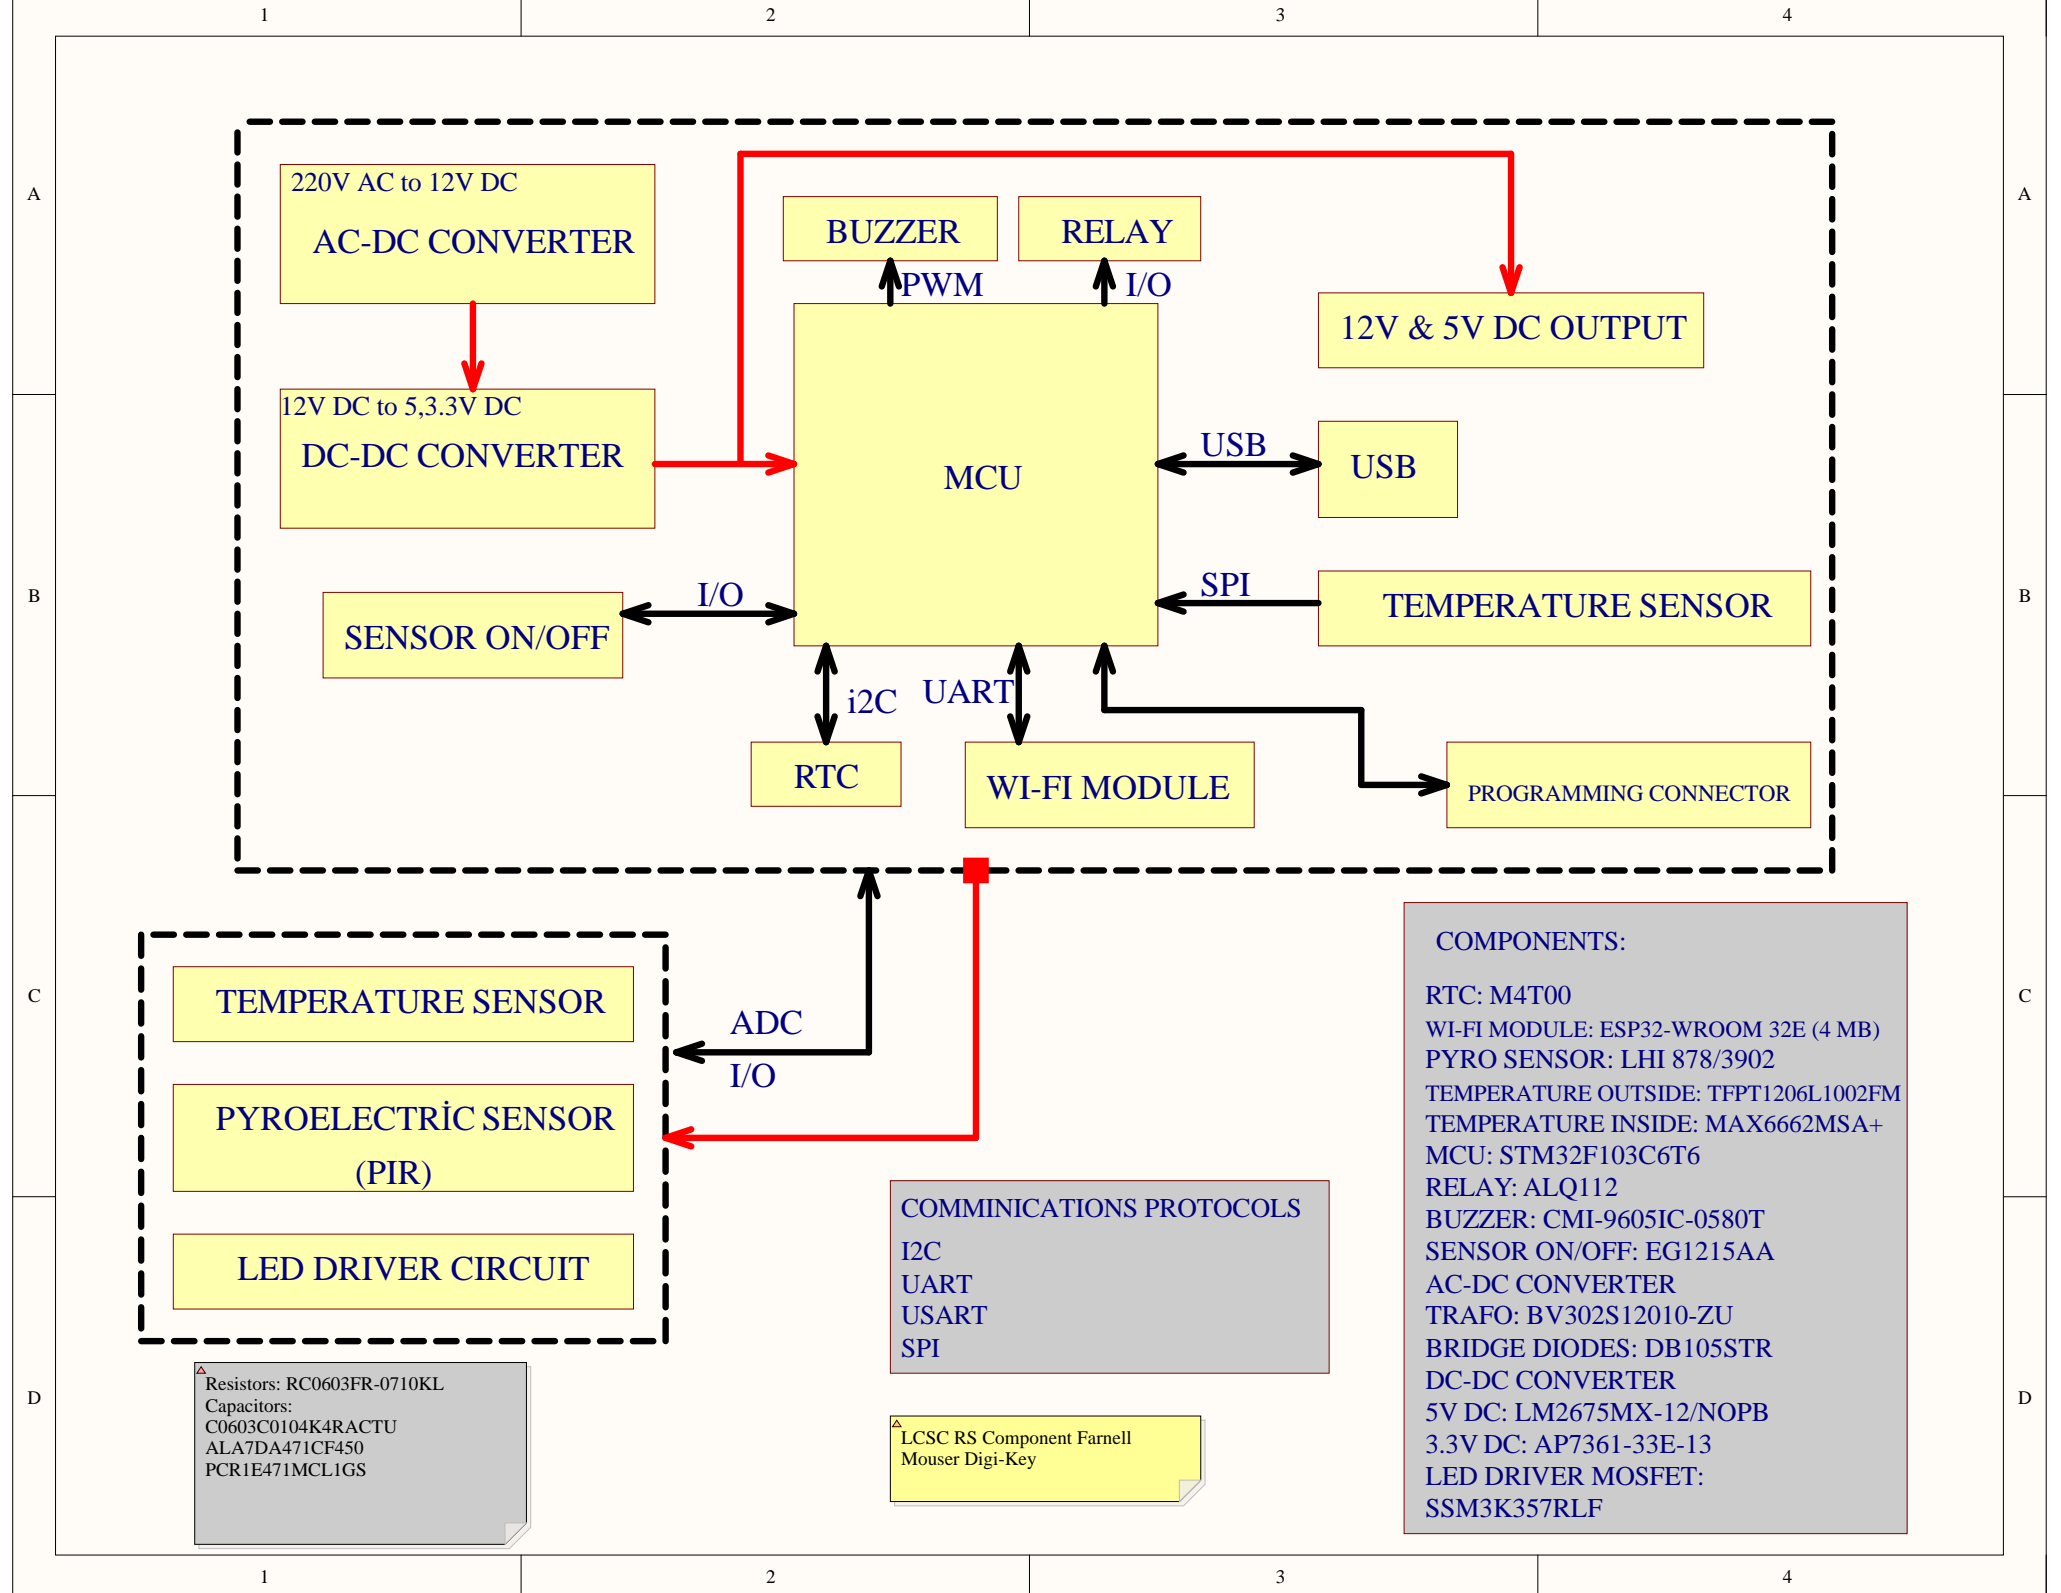 1 2 3 4
A A
220V AC to 12V DC
AC-DC CONVERTER
BUZZER
RELAY
PWM
I/O
12V & 5V DC OUTPUT
12V DC to 5,3.3V DC
DC-DC CONVERTER
MCU
USB
USB
B B
I/O
SENSOR ON/OFF
SPI
TEMPERATURE SENSOR
i2C
UART
RTC
WI-FI MODULE
PROGRAMMING CONNECTOR
C C
TEMPERATURE SENSOR
ADC
I/O
PYROELECTRİC SENSOR
(PIR)
LED DRIVER CIRCUIT
COMMINICATIONS PROTOCOLS
I2C
UART
USART
SPI
COMPONENTS:
RTC: M4T00
WI-FI MODULE: ESP32-WROOM 32E (4 MB)
PYRO SENSOR: LHI 878/3902
TEMPERATURE OUTSIDE: TFPT1206L1002FM
TEMPERATURE INSIDE: MAX6662MSA+
MCU: STM32F103C6T6
RELAY: ALQ112
BUZZER: CMI-9605IC-0580T
SENSOR ON/OFF: EG1215AA
AC-DC CONVERTER
TRAFO: BV302S12010-ZU
BRIDGE DIODES: DB105STR
DC-DC CONVERTER
5V DC: LM2675MX-12/NOPB
3.3V DC: AP7361-33E-13
LED DRIVER MOSFET:
SSM3K357RLF
D D
Resistors: RC0603FR-0710KL
Capacitors:
C0603C0104K4RACTU
ALA7DA471CF450
PCR1E471MCL1GS
LCSC RS Component Farnell
Mouser Digi-Key
1 2 3 4